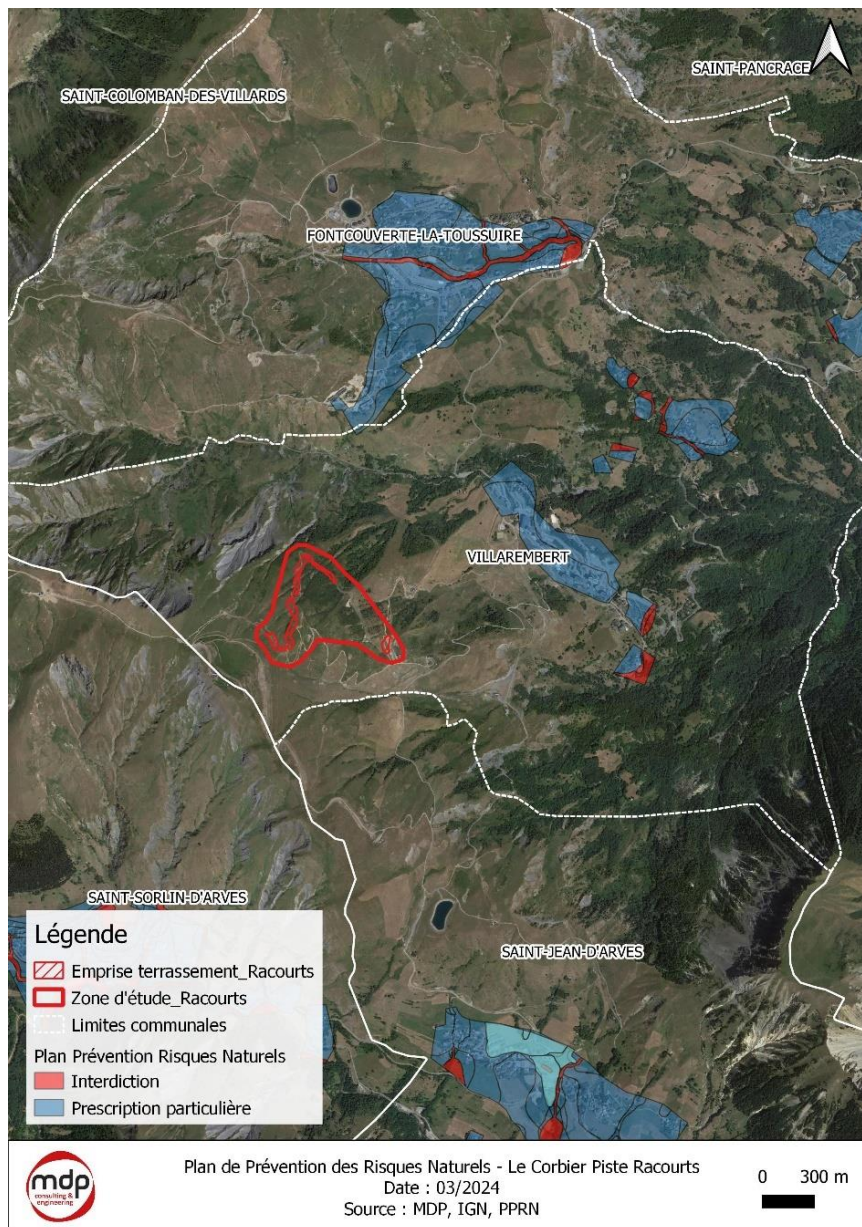 SAINT-PANCRACE
SAINT-COLOMBAN-DES-VILLARDS
FONTCOUVERTE-LA-TOUSSUIRE
VILLAREMBERT
SAINT-SORLIN-D'ARVES
SAINT-JEAN-D'ARVES
Légende
Emprise terrassement_Racourts
Zone d'étude_Racourts
Limites communales
Plan Prévention Risques Naturels
Interdiction
Prescription particulière
mdp
consulting &
engineering
Plan de Prévention des Risques Naturels - Le Corbier Piste Racourts
Date : 03/2024
Source : MDP, IGN, PPRN
0 300 m